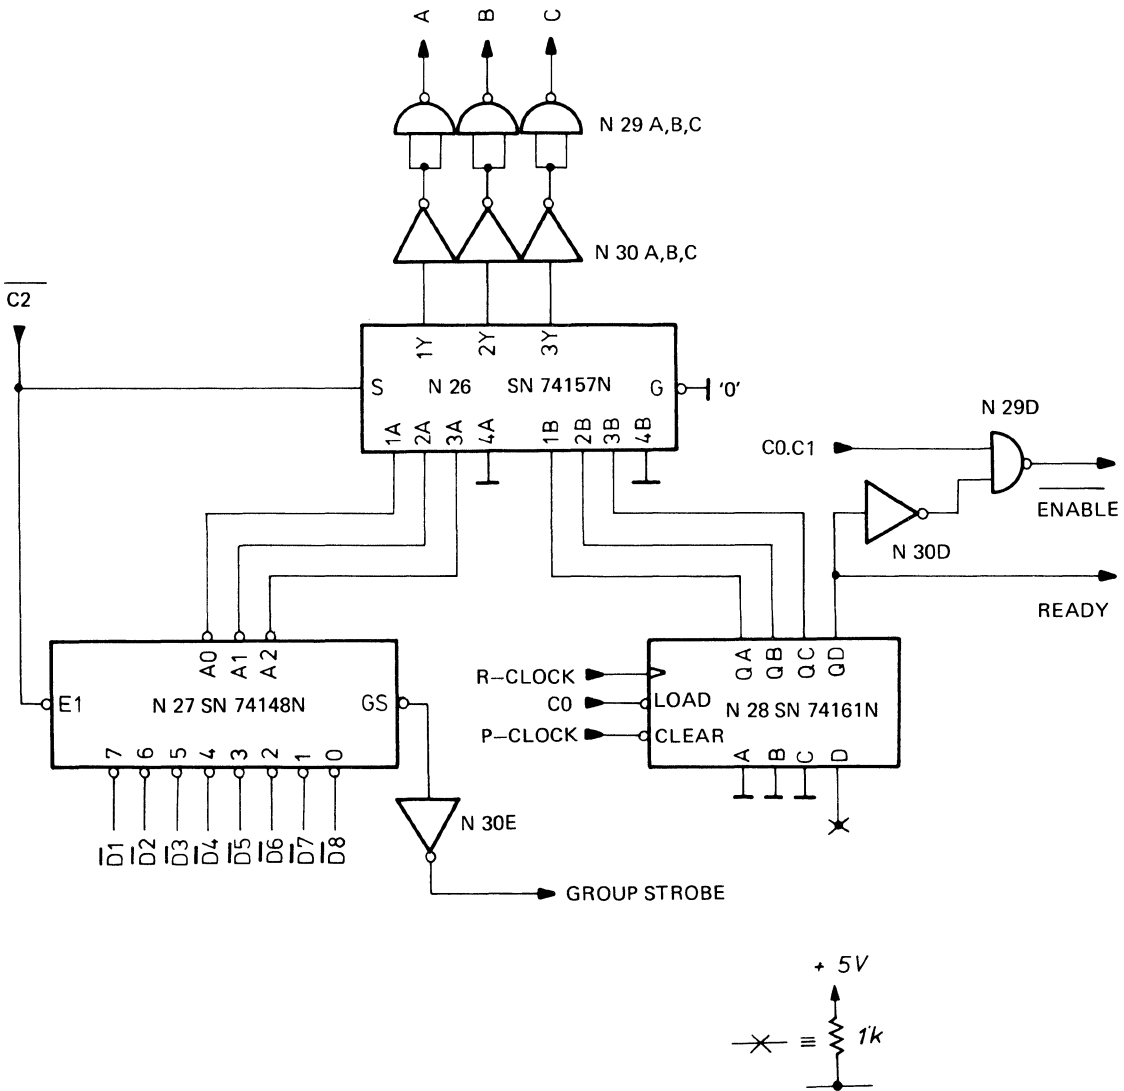 A B C
N 29 A,B,C
N 30 A,B,C
C2
1Y 2Y 3Y
S N 26 SN 74157N G '0'
1A 2A 3A 4A 1B 2B 3B 4B
N 29D
C0.C1
ENABLE
N 30D
READY
A0 A1 A2
QA QB QC QD
R–CLOCK
E1 N 27 SN 74148N GS
C0 LOAD N 28 SN 74161N
P–CLOCK CLEAR
7 6 5 4 3 2 1 0
A B C D
N 30E
D1 D2 D3 D4 D5 D6 D7 D8
GROUP STROBE
+ 5V
≡ 1k